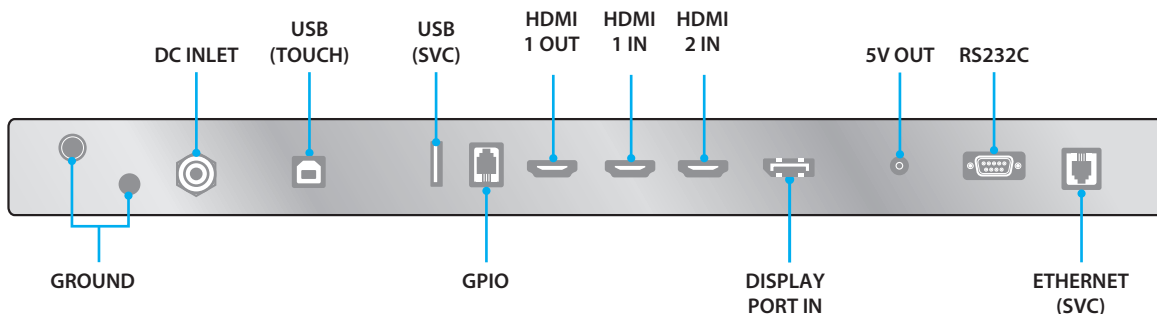 DC INLET
USB
(TOUCH)
USB
(SVC)
HDMI
1 OUT
HDMI
1 IN
HDMI
2 IN
5V OUT
RS232C
GROUND
GPIO
DISPLAY
PORT IN
ETHERNET
(SVC)